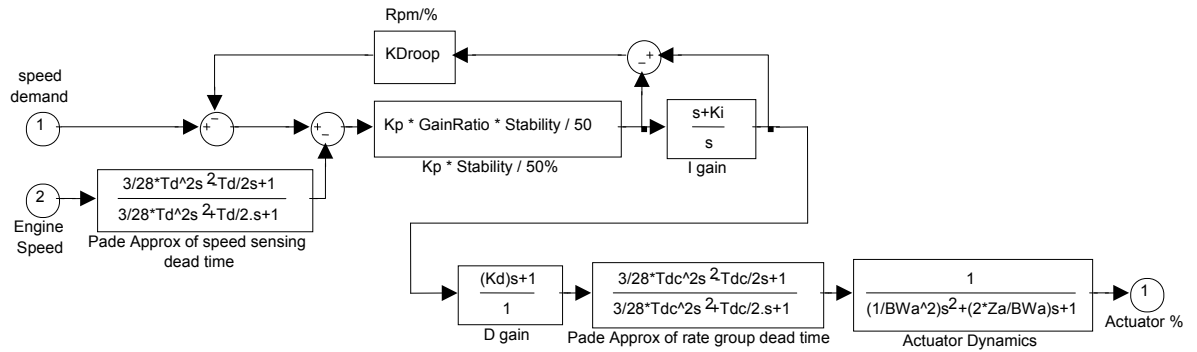 Rpm/%
KDroop
speed
demand
1
Kp * GainRatio * Stability / 50
Kp * Stability / 50%
s+Ki
s
I gain
2
Engine
Speed
3/28*Td^2s 2-Td/2s+1
3/28*Td^2s 2+Td/2.s+1
Pade Approx of speed sensing
dead time
(Kd)s+1
1
D gain
3/28*Tdc^2s 2-Tdc/2s+1
3/28*Tdc^2s 2+Tdc/2.s+1
Pade Approx of rate group dead time
1
(1/BWa^2)s2+(2*Za/BWa)s+1
Actuator Dynamics
1
Actuator %